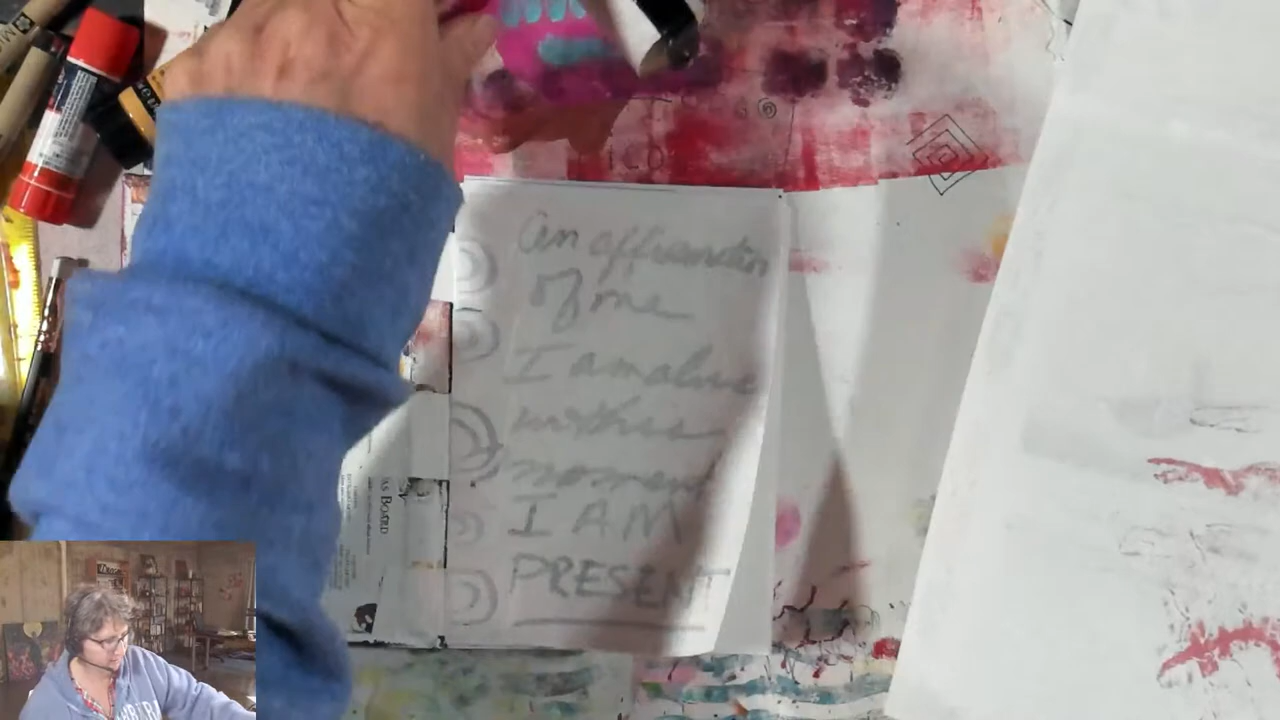 An affirmation
of me
I am alive
in this
moment
I AM
PRESENT